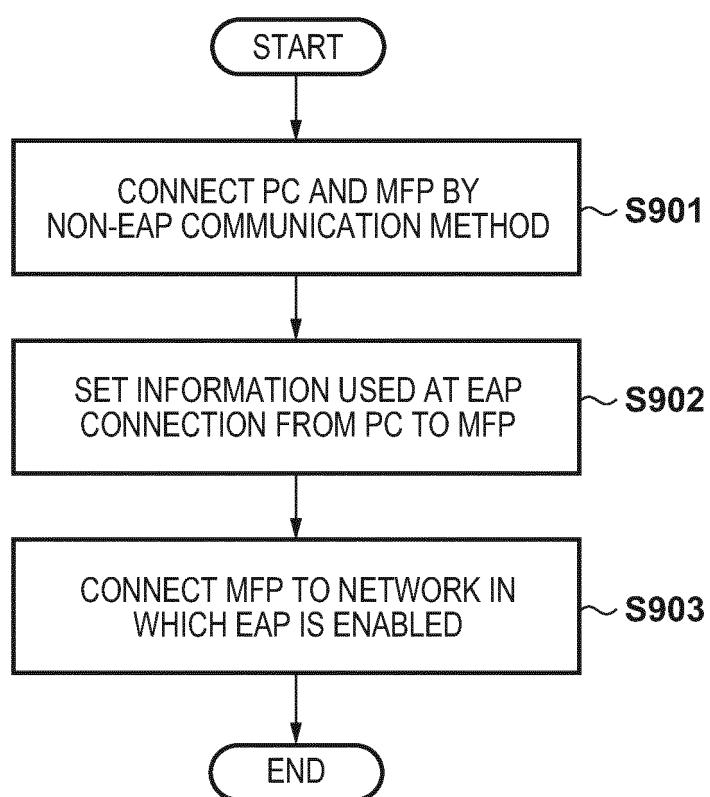 START
CONNECT PC AND MFP BY
NON-EAP COMMUNICATION METHOD
S901
SET INFORMATION USED AT EAP
CONNECTION FROM PC TO MFP
S902
CONNECT MFP TO NETWORK IN
WHICH EAP IS ENABLED
S903
END